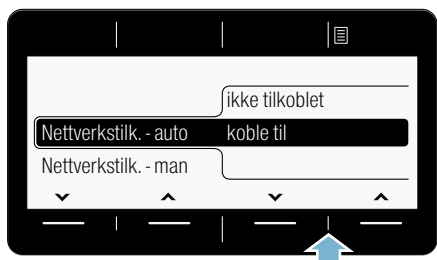 ikke tilkoblet
Nettverkstilk. - auto koble til
Nettverkstilk. - man